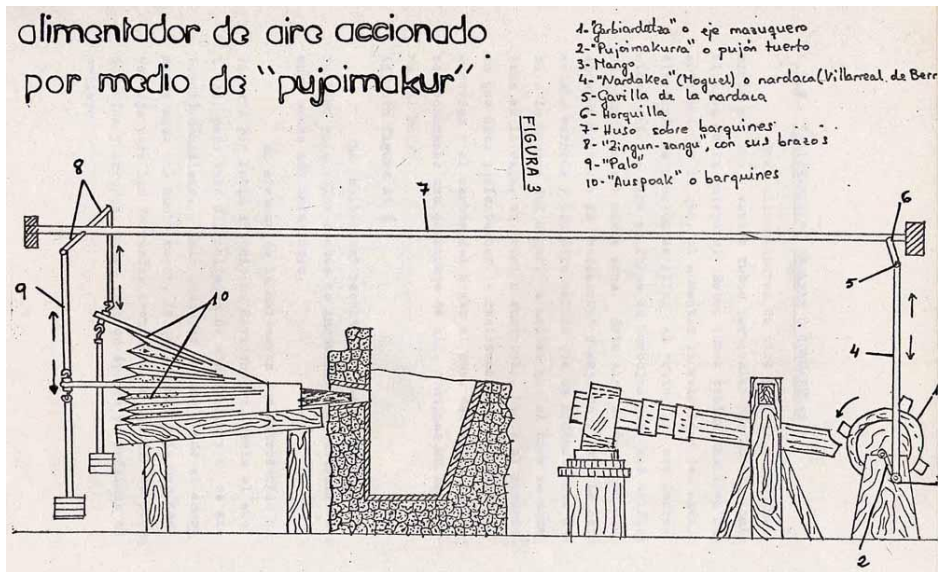 alimentador de aire accionado
por medio de "pujoimakur"
1-"Garbiardatza" o eje mazuquero
2-"Pujoimakurra" o pujón tuerto
3-Mango
4-"Nardakea" (Moguel) o nardaca (Villarreal de Berr
5-Gavilla de la nardaca
6-Horquilla
7-Huso sobre barquines
8-"Zingun-zangu", con sus brazos
9-"Palo"
10-"Auspoak" o barquines
FIGURA 3
8
7
6
9
10
5
4
2